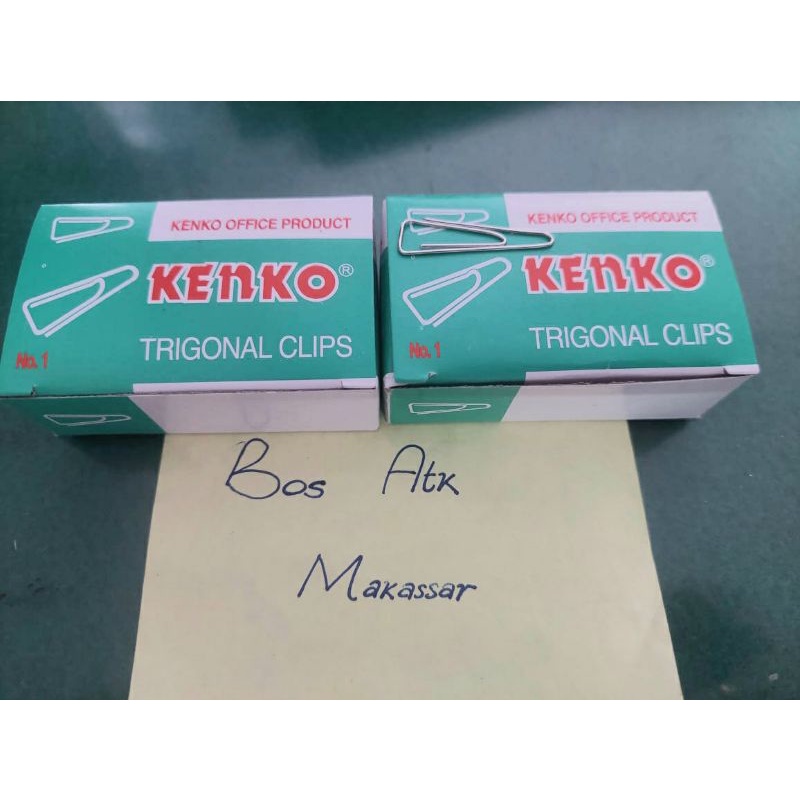 KENKO OFFICE PRODUCT
KENKO®
TRIGONAL CLIPS
No. 1
KENKO OFFICE PRODUCT
KENKO®
TRIGONAL CLIPS
No. 1
Bos Atk
Makassar